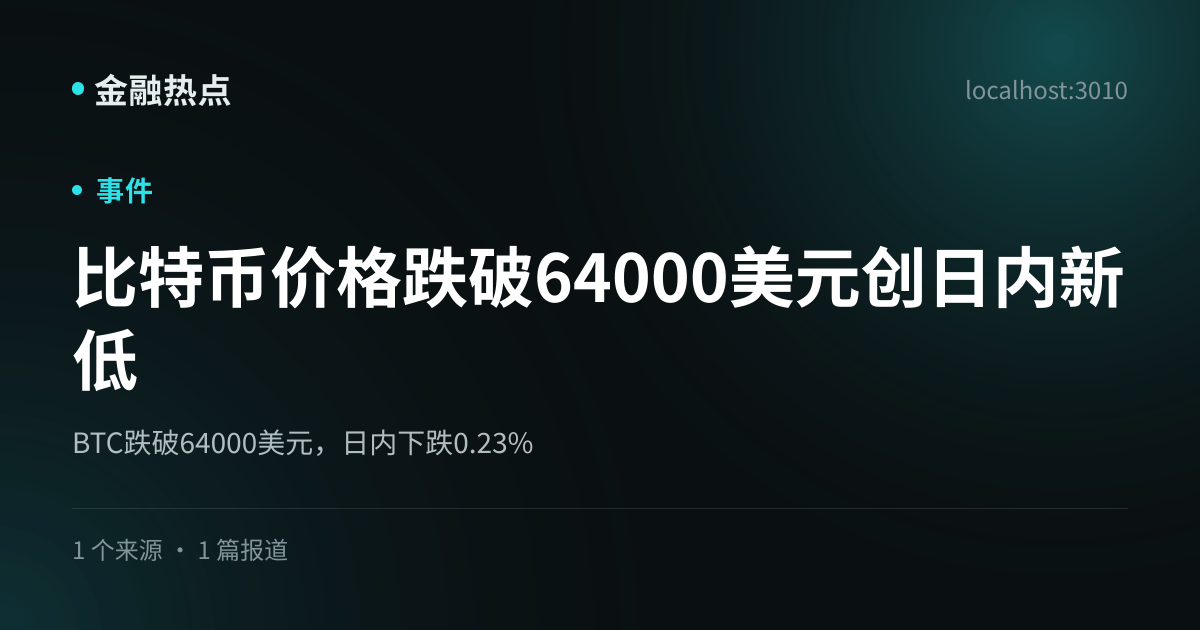 金融热点
localhost:3010
事件
比特币价格跌破64000美元创日内新
低
BTC跌破64000美元，日内下跌0.23%
1 个来源 · 1 篇报道